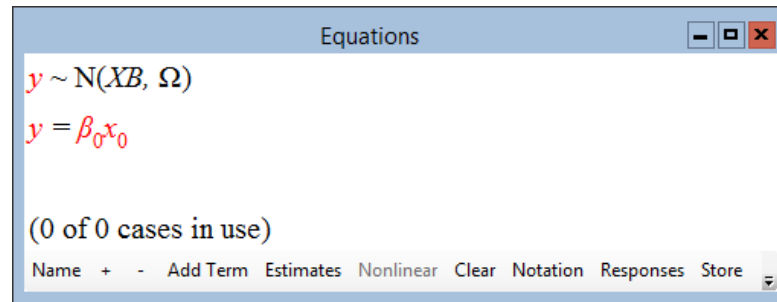 Equations
y ~ N(XB, Ω)
y = β₀x₀
(0 of 0 cases in use)
Name + - Add Term Estimates Nonlinear Clear Notation Responses Store